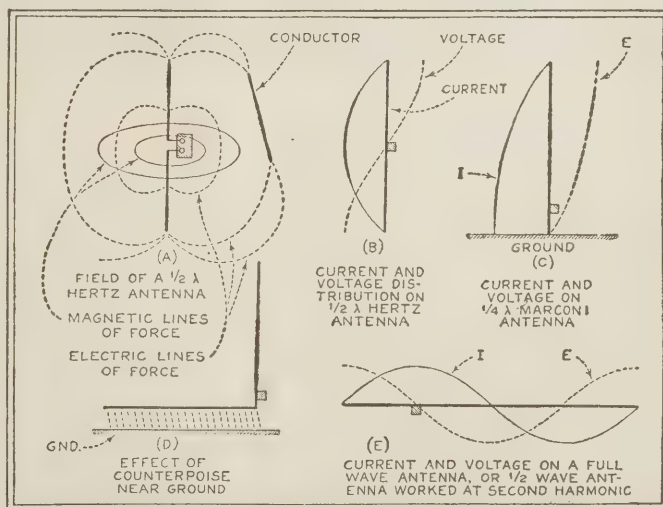 CONDUCTOR
(A)
FIELD OF A 1/2 λ
HERTZ ANTENNA
MAGNETIC LINES
OF FORCE
ELECTRIC LINES
OF FORCE
VOLTAGE
CURRENT
(B)
CURRENT AND
VOLTAGE DIS-
TRIBUTION ON
1/2 λ HERTZ
ANTENNA
E
I
GROUND
(C)
CURRENT AND
VOLTAGE ON
1/4 λ MARCONI
ANTENNA
GND.
(D)
EFFECT OF
COUNTERPOISE
NEAR GROUND
I
E
(E)
CURRENT AND VOLTAGE ON A FULL
WAVE ANTENNA, OR 1/2 WAVE ANT-
ENNA WORKED AT SECOND HARMONIC